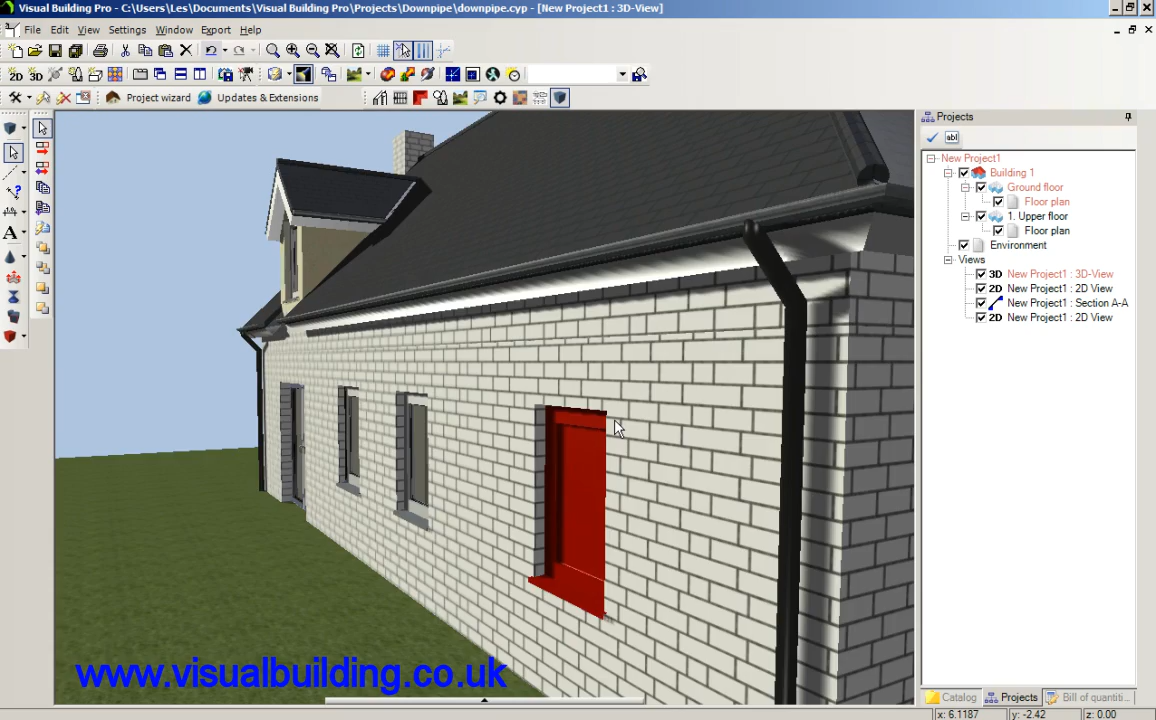 Visual Building Pro - C:\Users\Les\Documents\Visual Building Pro\Projects\Downpipe\downpipe.cyp - [New Project1 : 3D-View]
File Edit View Settings Window Export Help
2D 3D
Project wizard Updates & Extensions
A
Projects
abl
New Project1
Building 1
Ground floor
Floor plan
1. Upper floor
Floor plan
Environment
Views
3D New Project1 : 3D-View
2D New Project1 : 2D View
New Project1 : Section A-A
2D New Project1 : 2D View
www.visualbuilding.co.uk
Catalog Projects Bill of quantiti...
x: 6.1187 y: -2.42 z: 0.00